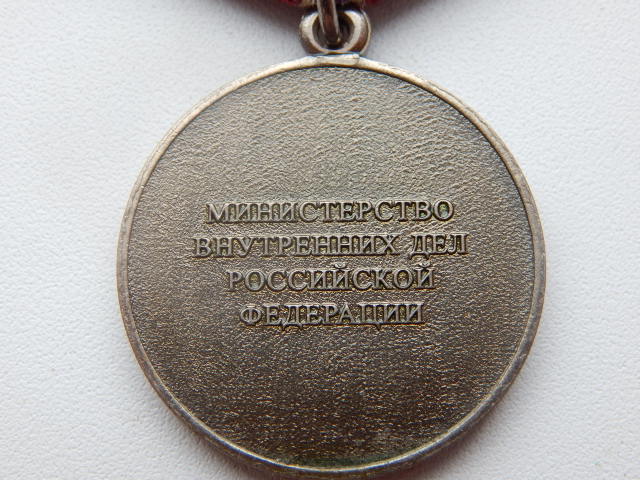 МИНИСТЕРСТВО
ВНУТРЕННИХ ДЕЛ
РОССИЙСКОЙ
ФЕДЕРАЦИИ